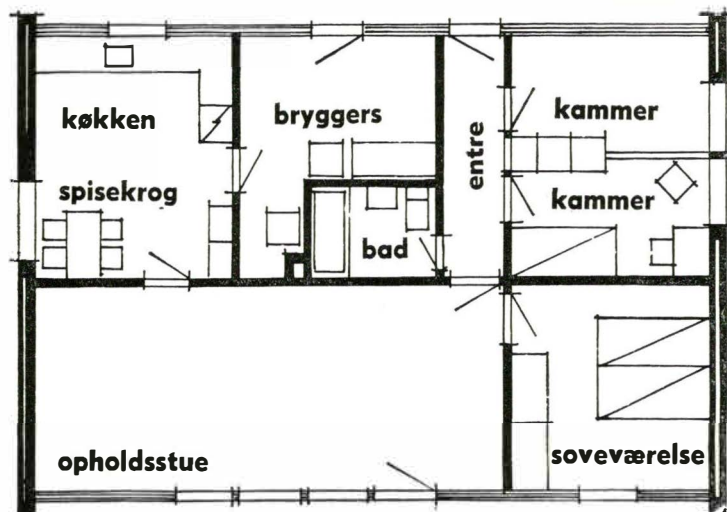 køkken
bryggers
entre
kammer
spisekrog
kammer
bad
opholdsstue
soveværelse